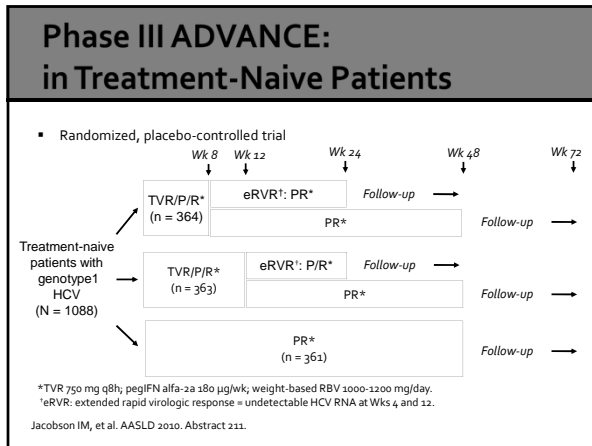 Phase III ADVANCE:
in Treatment-Naive Patients
▪ Randomized, placebo-controlled trial
Wk 8 Wk 12 Wk 24 Wk 48 Wk 72
TVR/P/R*
(n = 364)
eRVR†: PR*
Follow-up
PR*
Follow-up
Treatment-naive
patients with
genotype1
HCV
(N = 1088)
TVR/P/R*
(n = 363)
eRVR†: P/R*
Follow-up
PR*
Follow-up
PR*
(n = 361)
Follow-up
*TVR 750 mg q8h; pegIFN alfa-2a 180 µg/wk; weight-based RBV 1000-1200 mg/day.
†eRVR: extended rapid virologic response = undetectable HCV RNA at Wks 4 and 12.
Jacobson IM, et al. AASLD 2010. Abstract 211.